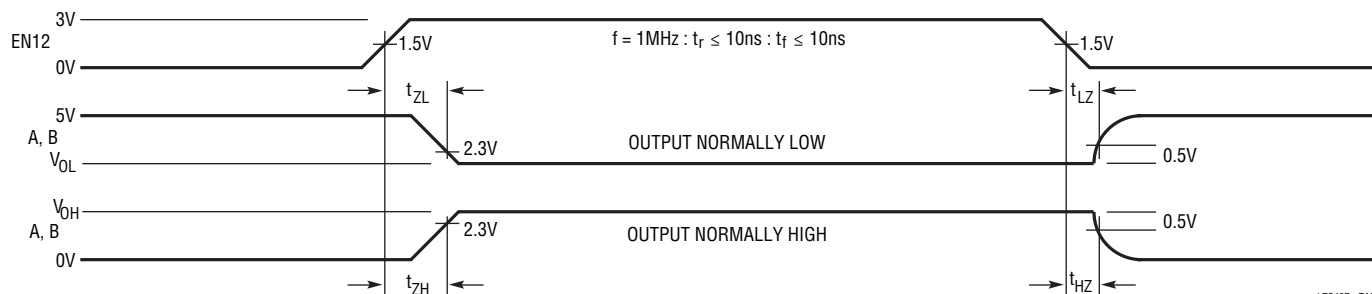 3V
EN12
1.5V
f = 1MHz : tr ≤ 10ns : tf ≤ 10ns
1.5V
0V
tZL
tLZ
5V
A, B
2.3V
OUTPUT NORMALLY LOW
0.5V
VOL
VOH
A, B
2.3V
OUTPUT NORMALLY HIGH
0.5V
0V
tZH
tHZ